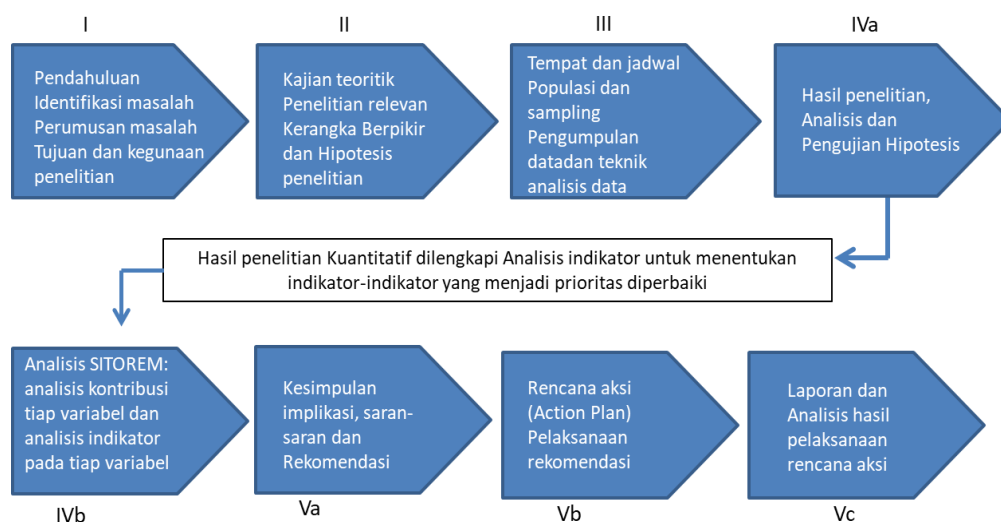 I
II
III
IVa
Pendahuluan
Identifikasi masalah
Perumusan masalah
Tujuan dan kegunaan
penelitian
Kajian teoritik
Penelitian relevan
Kerangka Berpikir
dan Hipotesis
penelitian
Tempat dan jadwal
Populasi dan
sampling
Pengumpulan
datadan teknik
analisis data
Hasil penelitian,
Analisis dan
Pengujian Hipotesis
Hasil penelitian Kuantitatif dilengkapi Analisis indikator untuk menentukan
indikator-indikator yang menjadi prioritas diperbaiki
Analisis SITOREM:
analisis kontribusi
tiap variabel dan
analisis indikator
pada tiap variabel
Kesimpulan
implikasi, saran-
saran dan
Rekomendasi
Rencana aksi
(Action Plan)
Pelaksanaan
rekomendasi
Laporan dan
Analisis hasil
pelaksanaan
rencana aksi
IVb
Va
Vb
Vc